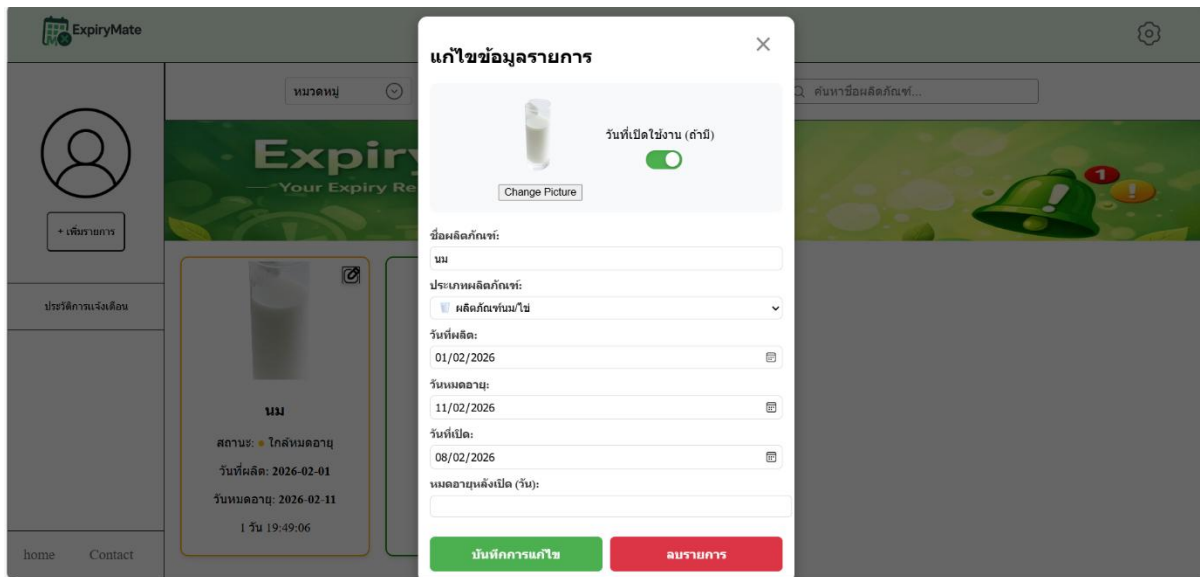 ExpiryMate
หมวดหมู่
ค้นหาชื่อผลิตภัณฑ์...
+ เพิ่มรายการ
ประวัติการแจ้งเตือน
home Contact
Expiry
Your Expiry Re
1
!
!
นม
สถานะ: ใกล้หมดอายุ
วันที่ผลิต: 2026-02-01
วันหมดอายุ: 2026-02-11
1 วัน 19:49:06
แก้ไขข้อมูลรายการ
วันที่เปิดใช้งาน (ถ้ามี)
Change Picture
ชื่อผลิตภัณฑ์:
นม
ประเภทผลิตภัณฑ์:
ผลิตภัณฑ์นม/ไข่
วันที่ผลิต:
01/02/2026
วันหมดอายุ:
11/02/2026
วันที่เปิด:
08/02/2026
หมดอายุหลังเปิด (วัน):
บันทึกการแก้ไข
ลบรายการ